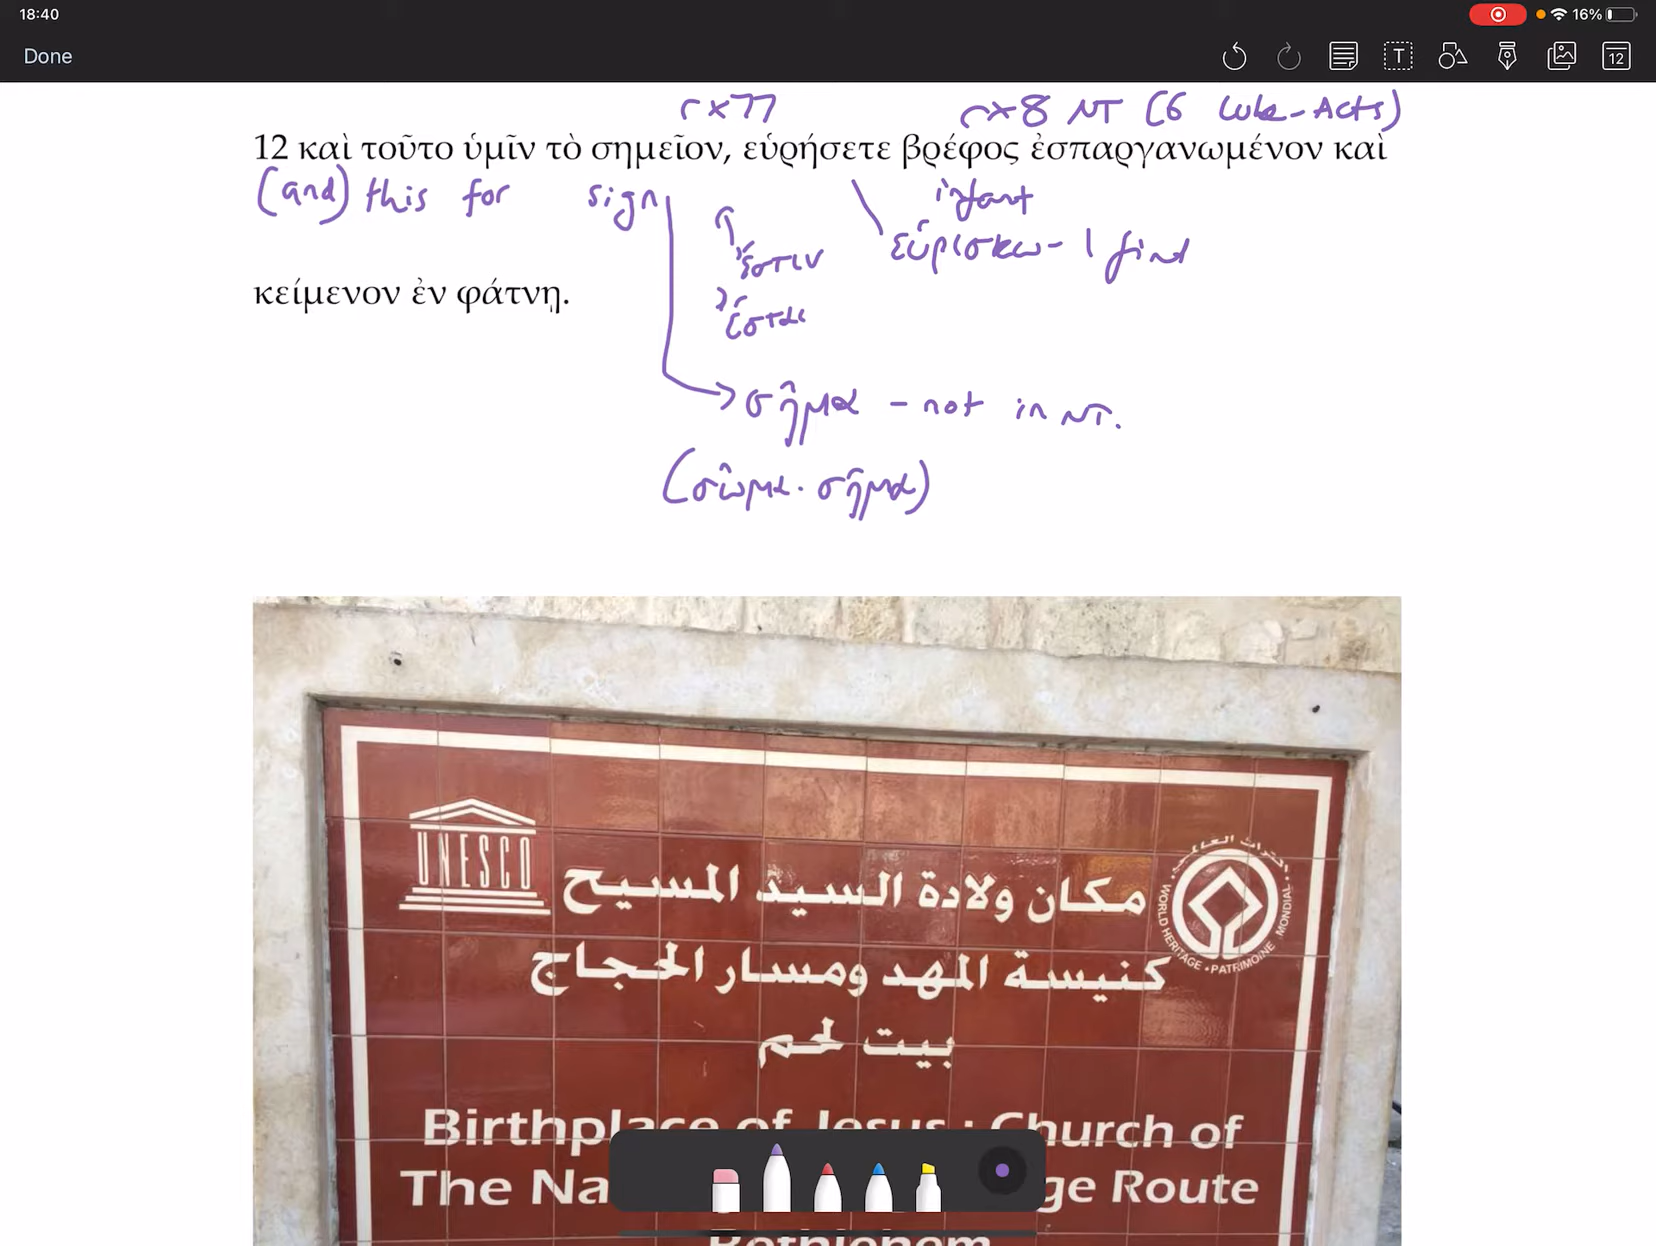 18:40
16%
Done
T
12
r x 77
r x 8 NT (6 Luke-Acts)
12 καὶ τοῦτο ὑμῖν τὸ σημεῖον, εὑρήσετε βρέφος ἐσπαργανωμένον καὶ
(and) this for sign
infant
ἐστιν
εὑρισκω - I find
κείμενον ἐν φάτνῃ.
ἐσται
σῆμα - not in NT.
(σῶμα. σῆμα)
UNESCO
مكان ولادة السيد المسيح
كنيسة المهد ومسار الحجاج
بيت لحم
WORLD HERITAGE • PATRIMOINE MONDIAL
Birthplace of Jesus: Church of
The Na ge Route
Bethlehem